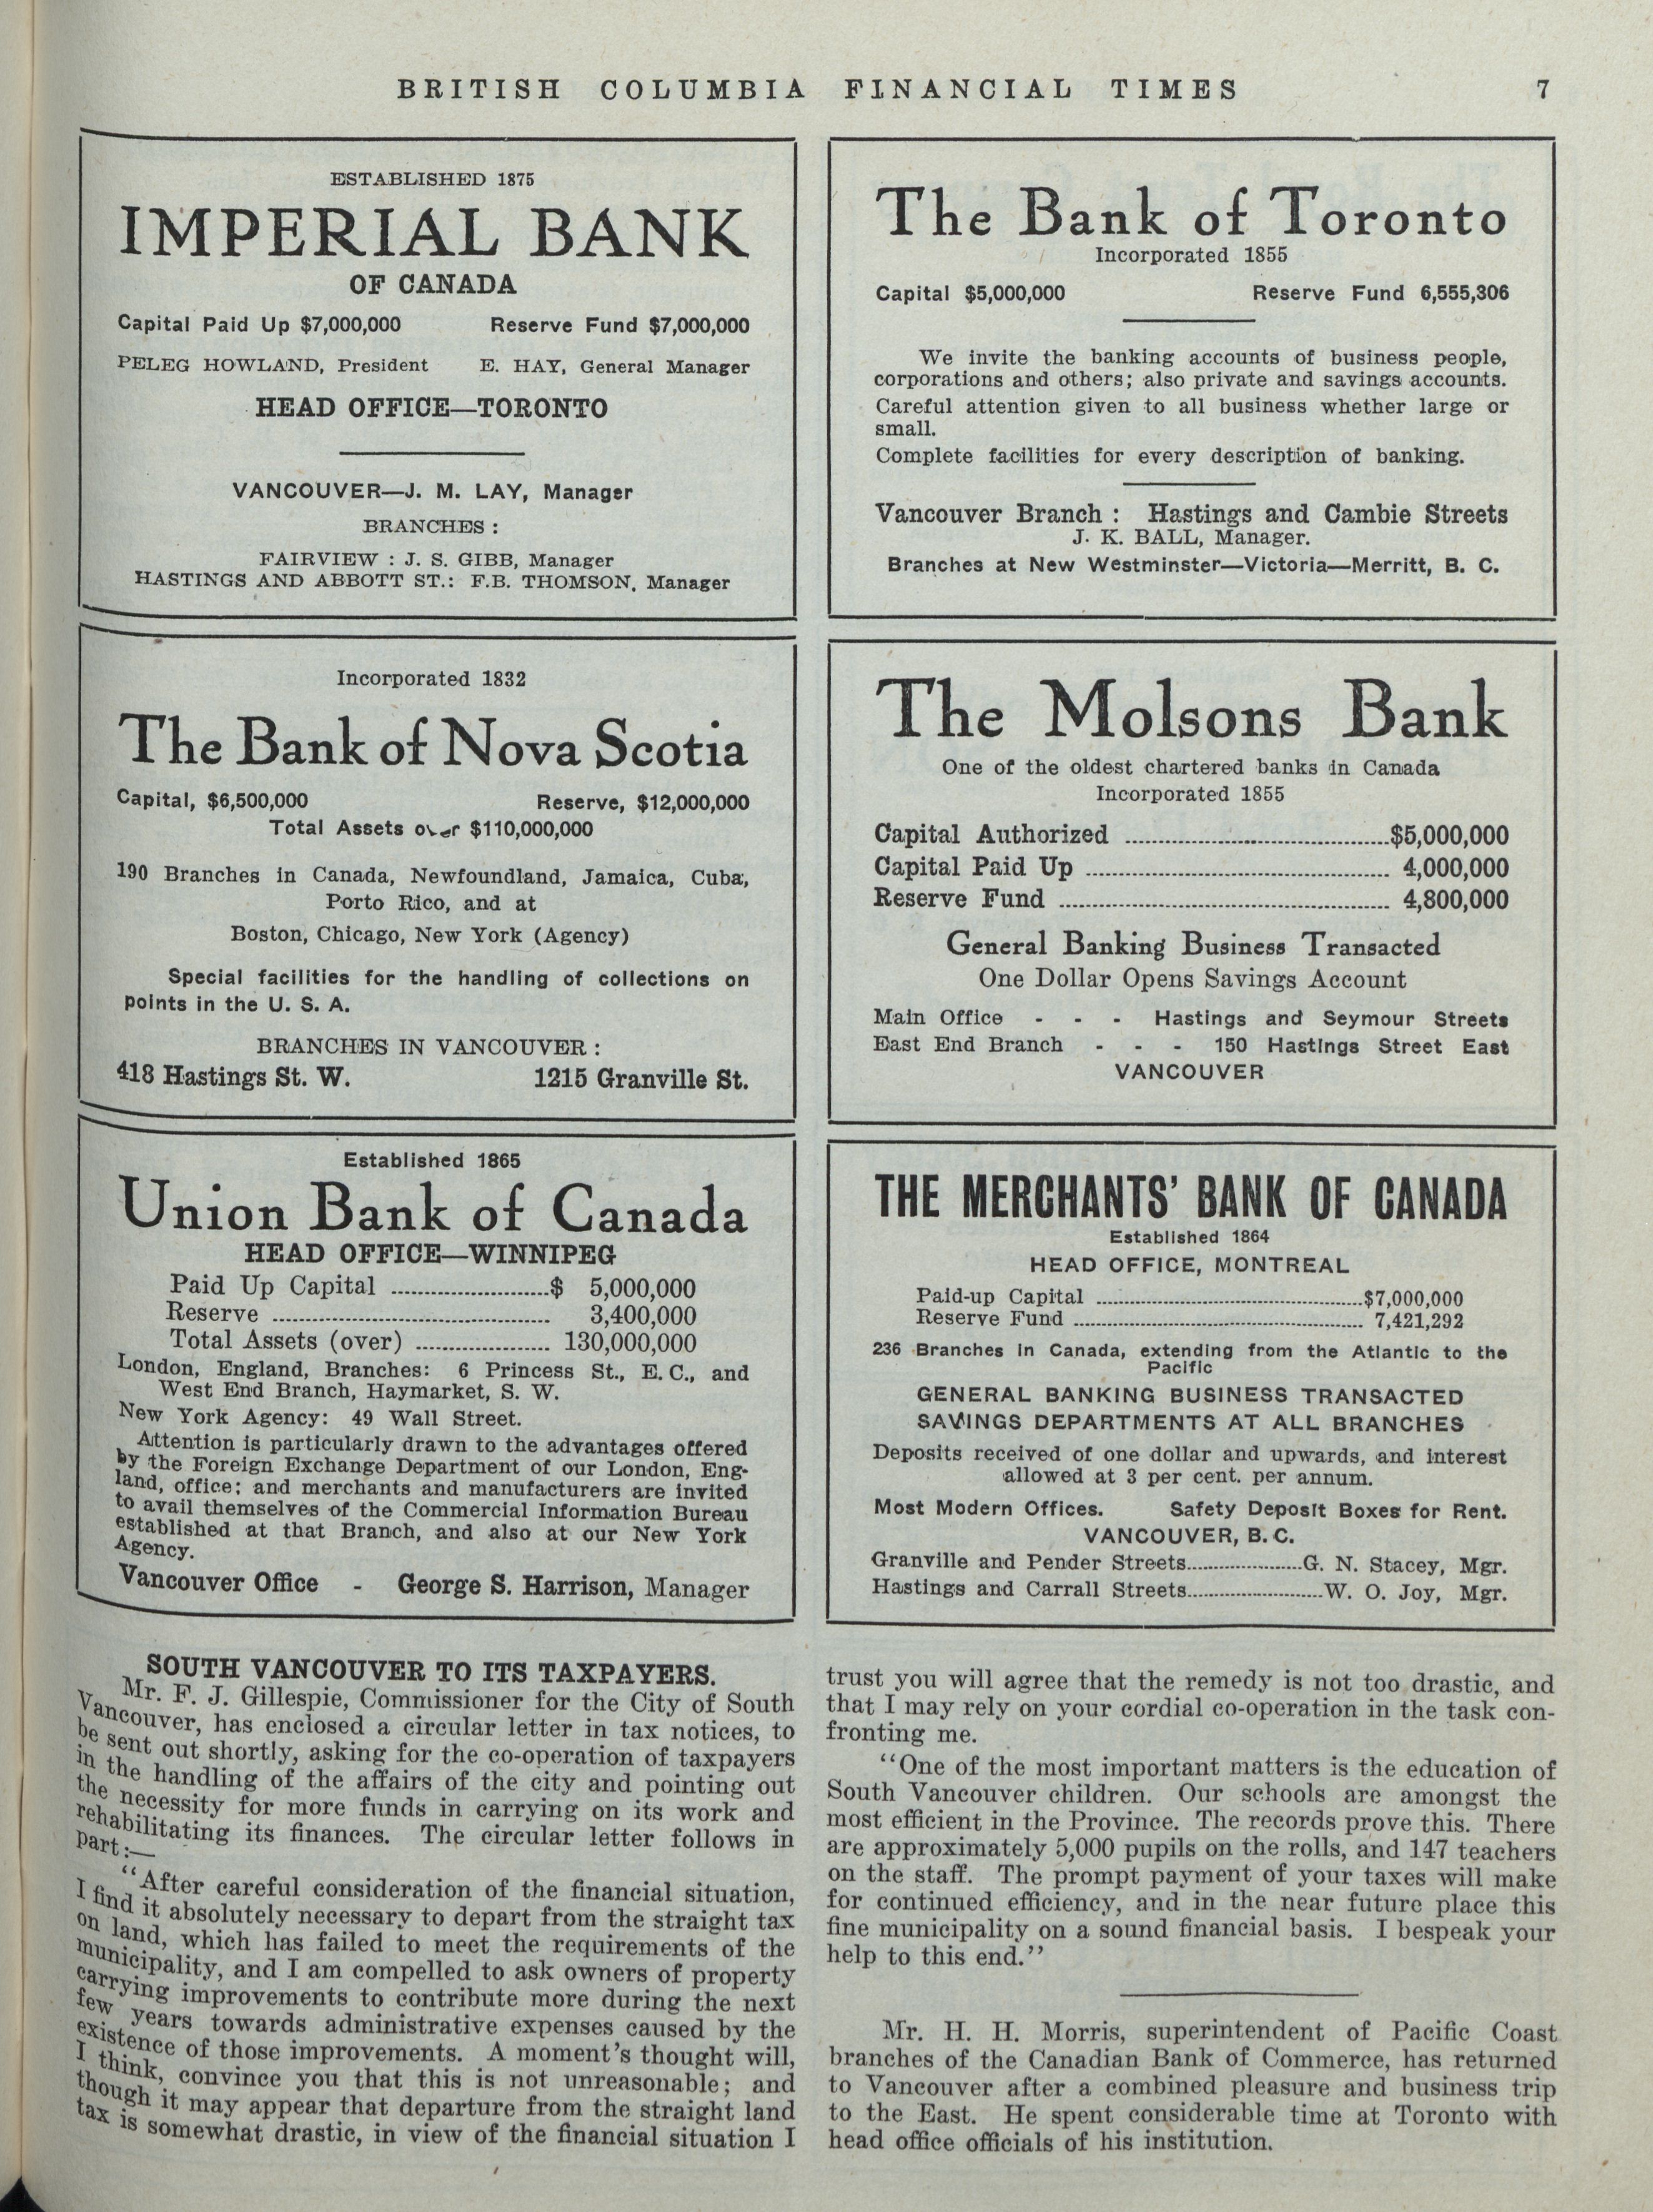 BRITISH COLUMBIA FINANCIAL TIMES 7
ESTABLISHED 1875
IMPERIAL BANK
OF CANADA
Capital Paid Up $7,000,000 Reserve Fund $7,000,000
PELEG HOWLAND, President E. HAY, General Manager
HEAD OFFICE—TORONTO
VANCOUVER—J. M. LAY, Manager
BRANCHES :
FAIRVIEW : J. S. GIBB, Manager
HASTINGS AND ABBOTT ST.: F.B. THOMSON, Manager
The Bank of Toronto
Incorporated 1855
Capital $5,000,000 Reserve Fund 6,555,306
We invite the banking accounts of business people,
corporations and others; also private and savings accounts.
Careful attention given to all business whether large or
small.
Complete facilities for every description of banking.
Vancouver Branch : Hastings and Cambie Streets
J. K. BALL, Manager.
Branches at New Westminster—Victoria—Merritt, B. C.
Incorporated 1832
The Bank of Nova Scotia
Capital, $6,500,000 Reserve, $12,000,000
Total Assets over $110,000,000
190 Branches in Canada, Newfoundland, Jamaica, Cuba,
Porto Rico, and at
Boston, Chicago, New York (Agency)
Special facilities for the handling of collections on
points in the U. S. A.
BRANCHES IN VANCOUVER :
418 Hastings St. W. 1215 Granville St.
The Molsons Bank
One of the oldest chartered banks in Canada
Incorporated 1855
Capital Authorized ........................................$5,000,000
Capital Paid Up .............................................. 4,000,000
Reserve Fund .................................................. 4,800,000
General Banking Business Transacted
One Dollar Opens Savings Account
Main Office - - - Hastings and Seymour Streets
East End Branch - - - 150 Hastings Street East
VANCOUVER
Established 1865
Union Bank of Canada
HEAD OFFICE—WINNIPEG
Paid Up Capital ........................$ 5,000,000
Reserve .......................................... 3,400,000
Total Assets (over) .................... 130,000,000
London, England, Branches: 6 Princess St., E. C., and
West End Branch, Haymarket, S. W.
New York Agency: 49 Wall Street.
Attention is particularly drawn to the advantages offered
by the Foreign Exchange Department of our London, Eng-
land, office; and merchants and manufacturers are invited
to avail themselves of the Commercial Information Bureau
established at that Branch, and also at our New York
Agency.
Vancouver Office - George S. Harrison, Manager
THE MERCHANTS' BANK OF CANADA
Established 1864
HEAD OFFICE, MONTREAL
Paid-up Capital ..................................................$7,000,000
Reserve Fund ...................................................... 7,421,292
236 Branches in Canada, extending from the Atlantic to the
Pacific
GENERAL BANKING BUSINESS TRANSACTED
SAVINGS DEPARTMENTS AT ALL BRANCHES
Deposits received of one dollar and upwards, and interest
allowed at 3 per cent. per annum.
Most Modern Offices. Safety Deposit Boxes for Rent.
VANCOUVER, B. C.
Granville and Pender Streets....................G. N. Stacey, Mgr.
Hastings and Carrall Streets........................W. O. Joy, Mgr.
SOUTH VANCOUVER TO ITS TAXPAYERS.
Mr. F. J. Gillespie, Commissioner for the City of South
Vancouver, has enclosed a circular letter in tax notices, to
be sent out shortly, asking for the co-operation of taxpayers
in the handling of the affairs of the city and pointing out
the necessity for more funds in carrying on its work and
rehabilitating its finances. The circular letter follows in
part:—
"After careful consideration of the financial situation,
I find it absolutely necessary to depart from the straight tax
on land, which has failed to meet the requirements of the
municipality, and I am compelled to ask owners of property
carrying improvements to contribute more during the next
few years towards administrative expenses caused by the
existence of those improvements. A moment's thought will,
I think, convince you that this is not unreasonable; and
though it may appear that departure from the straight land
tax is somewhat drastic, in view of the financial situation I
trust you will agree that the remedy is not too drastic, and
that I may rely on your cordial co-operation in the task con-
fronting me.
"One of the most important matters is the education of
South Vancouver children. Our schools are amongst the
most efficient in the Province. The records prove this. There
are approximately 5,000 pupils on the rolls, and 147 teachers
on the staff. The prompt payment of your taxes will make
for continued efficiency, and in the near future place this
fine municipality on a sound financial basis. I bespeak your
help to this end."
Mr. H. H. Morris, superintendent of Pacific Coast
branches of the Canadian Bank of Commerce, has returned
to Vancouver after a combined pleasure and business trip
to the East. He spent considerable time at Toronto with
head office officials of his institution.